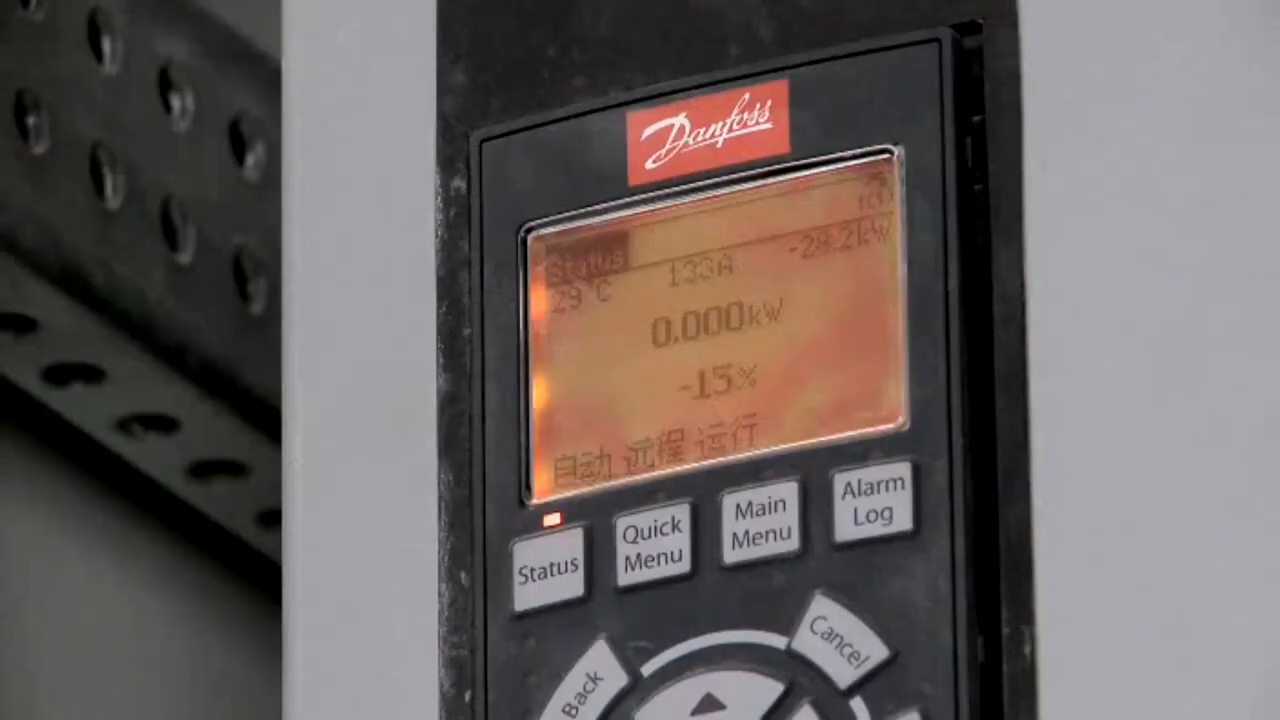 Danfoss
Status
29°C 133A -28.2kW
0.000kW
-15%
自动 远程 运行
Status
Quick Menu
Main Menu
Alarm Log
Back
Cancel